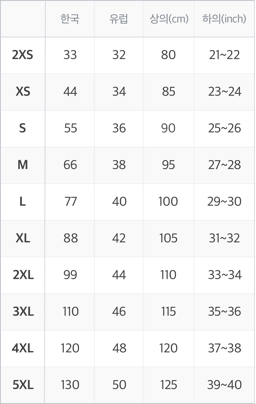 한국 유럽 상의(cm) 하의(inch)
2XS 33 32 80 21~22
XS 44 34 85 23~24
S 55 36 90 25~26
M 66 38 95 27~28
L 77 40 100 29~30
XL 88 42 105 31~32
2XL 99 44 110 33~34
3XL 110 46 115 35~36
4XL 120 48 120 37~38
5XL 130 50 125 39~40